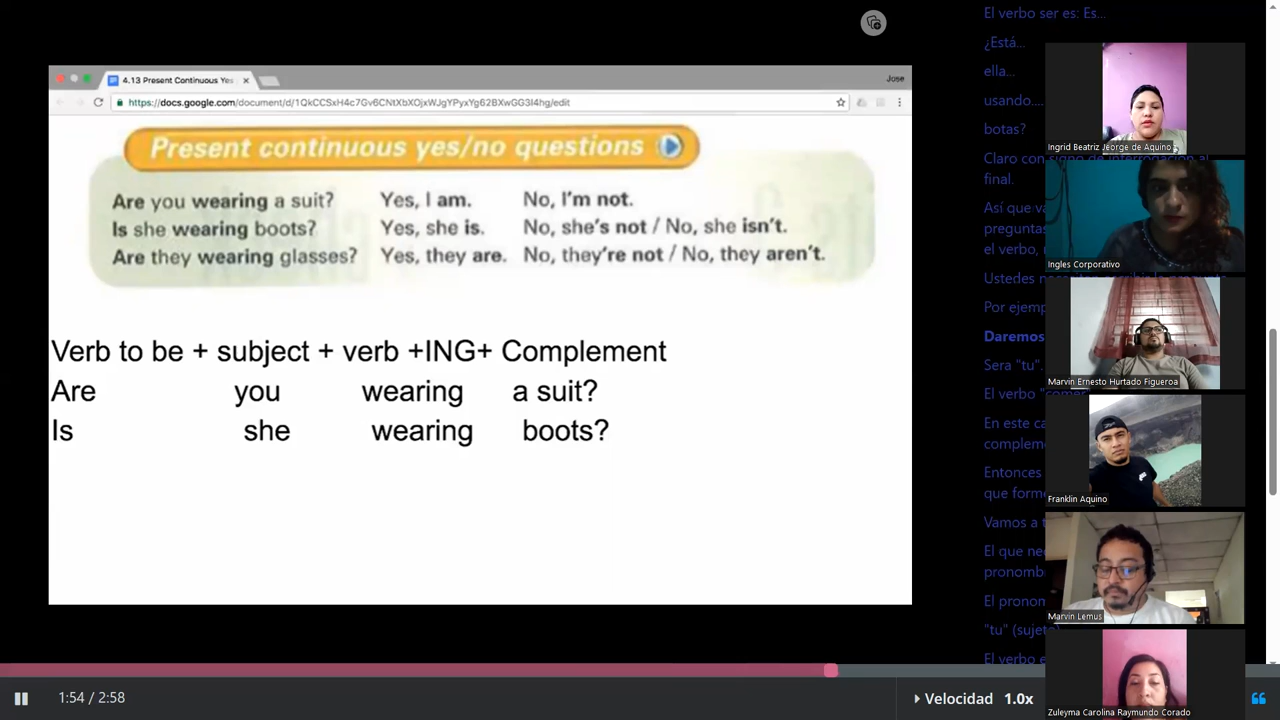 4.13 Present Continuous Yes
Jose
https://docs.google.com/document/d/1QkCCSxH4c7Gv6CNtXbXOjxWJgYPyxYg62BXwGG3I4hg/edit
Present continuous yes/no questions
Are you wearing a suit? Yes, I am. No, I'm not.
Is she wearing boots? Yes, she is. No, she's not / No, she isn't.
Are they wearing glasses? Yes, they are. No, they're not / No, they aren't.
Verb to be + subject + verb +ING+ Complement
Are you wearing a suit?
Is she wearing boots?
1:54 / 2:58
Velocidad 1.0x
El verbo ser es: Es...
¿Está...
ella...
usando....
botas?
Claro con signo de interrogación al
final.
Así que va
preguntas
el verbo,
Ustedes
Por ejemp
Daremos
Sera "tu".
El verbo "comer
En este ca
complem
Entonces
que form
Vamos a t
El que ne
pronomb
El pronom
"tu" (sujeto)
El verbo e
Ingrid Beatriz Jeorge de Aquino
Ingles Corporativo
Marvin Ernesto Hurtado Figueroa
Franklin Aquino
Marvin Lemus
Zuleyma Carolina Raymundo Corado